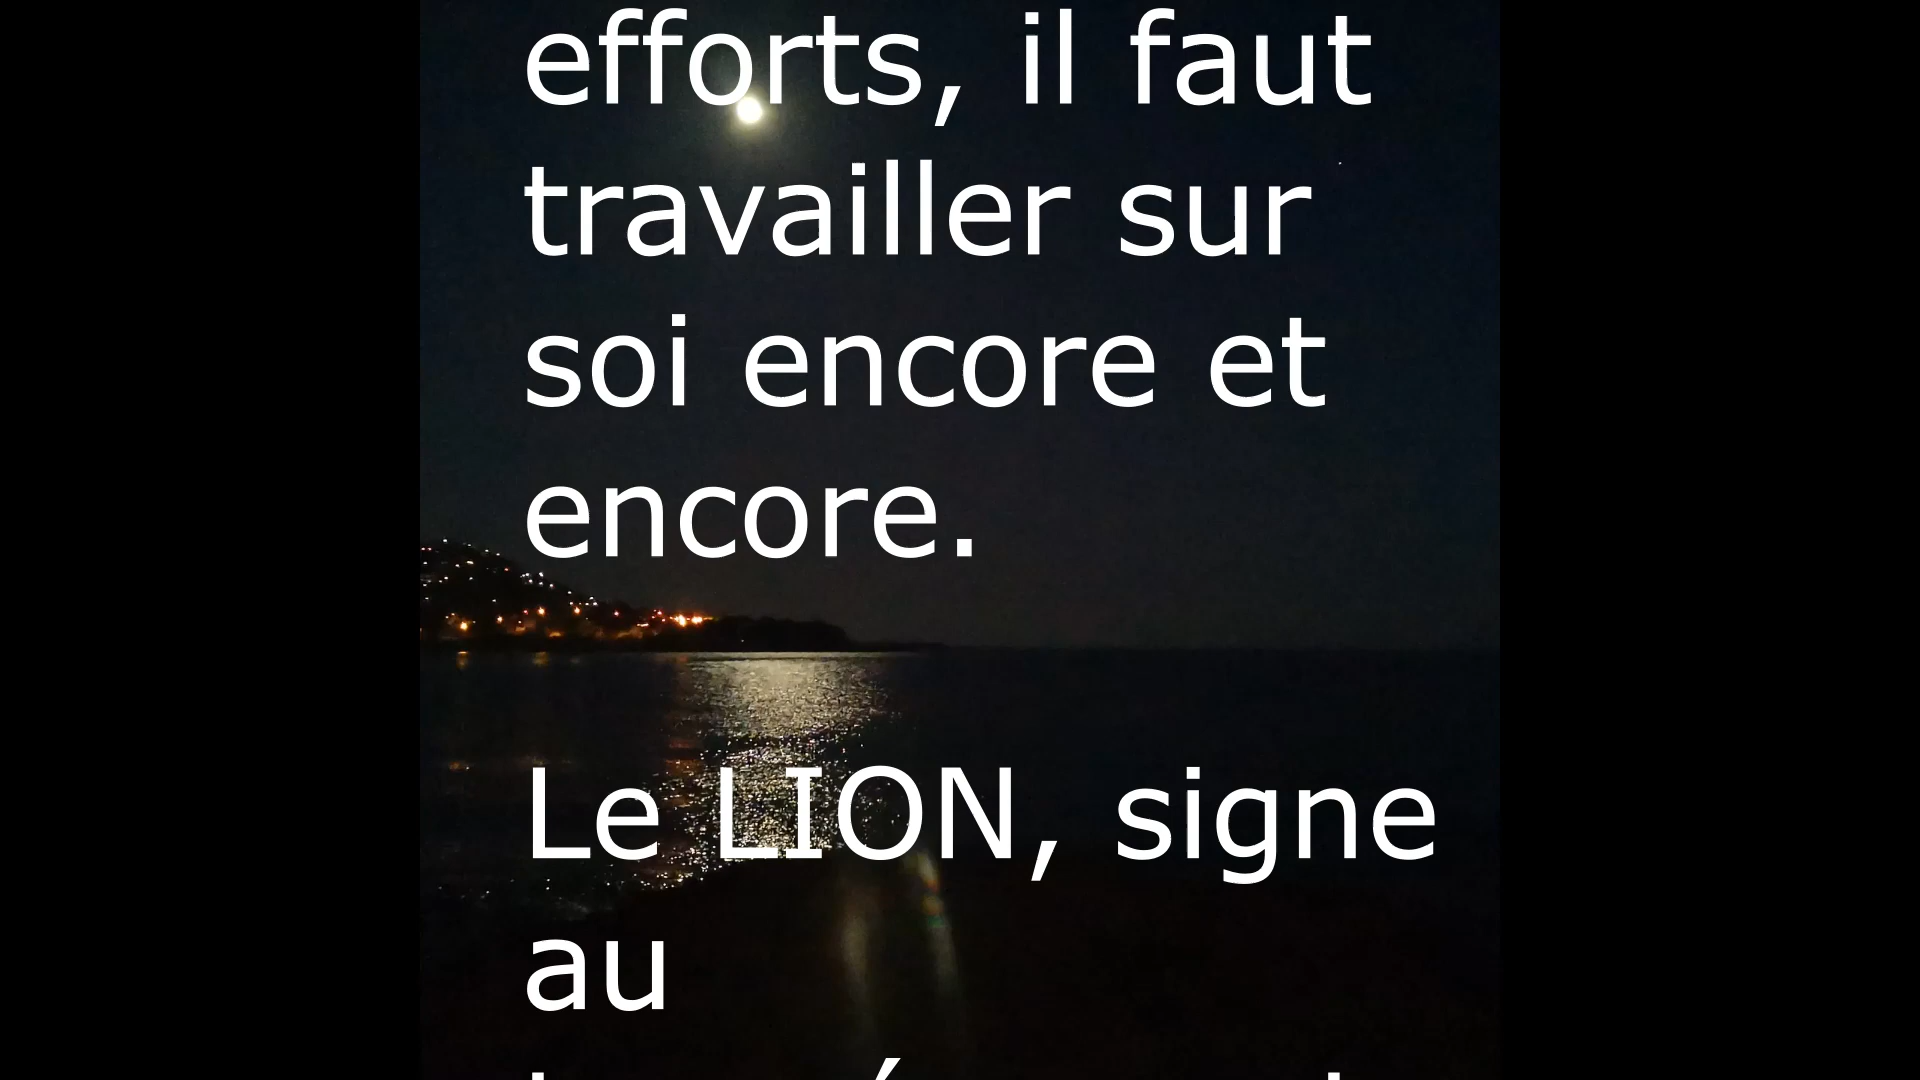 efforts, il faut
travailler sur
soi encore et
encore.
Le LION, signe
au